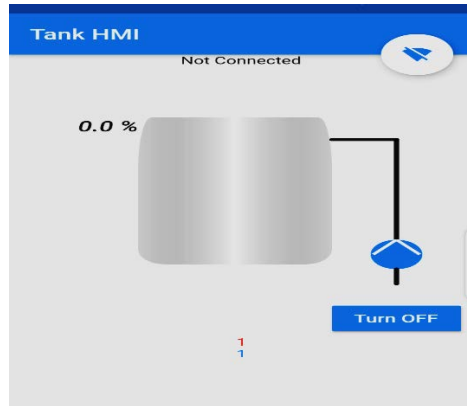 Tank HMI
Not Connected
0.0 %
Turn OFF
1
1